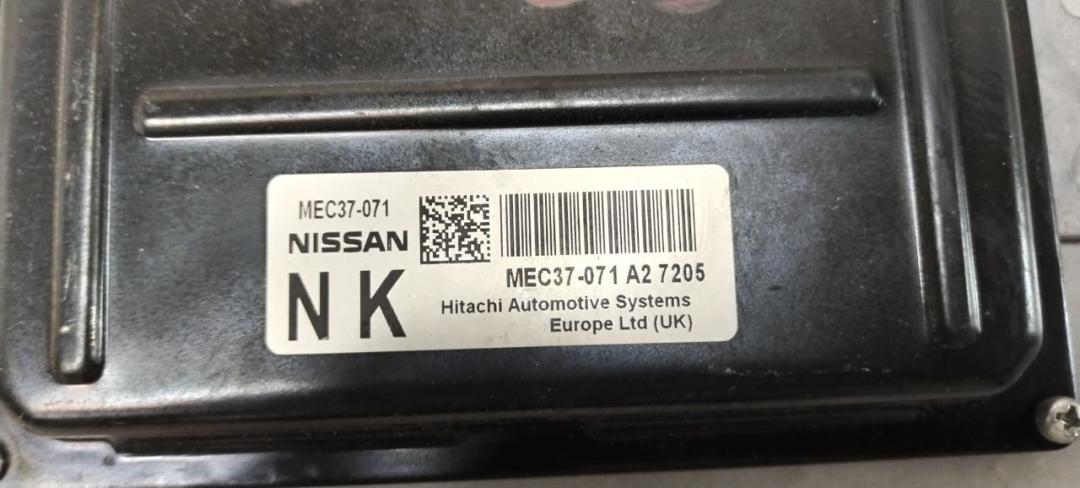 MEC37-071
NISSAN
N K
MEC37-071 A2 7205
Hitachi Automotive Systems
Europe Ltd (UK)